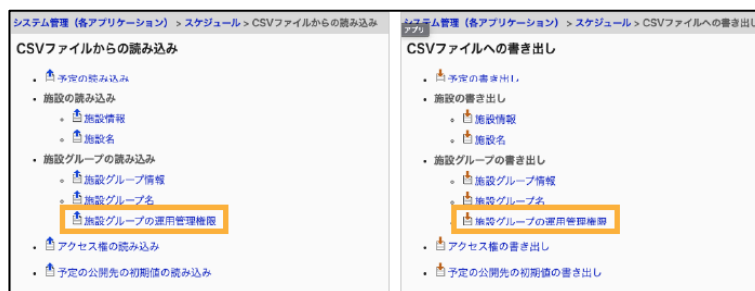 システム管理（各アプリケーション） > スケジュール > CSVファイルからの読み込み
CSVファイルからの読み込み
予定の読み込み
施設の読み込み
施設情報
施設名
施設グループの読み込み
施設グループ情報
施設グループ名
施設グループの運用管理権限
アクセス権の読み込み
予定の公開先の初期値の読み込み
システム管理（各アプリケーション） > スケジュール > CSVファイルへの書き出し
アプリ
CSVファイルへの書き出し
予定の書き出し
施設の書き出し
施設情報
施設名
施設グループの書き出し
施設グループ情報
施設グループ名
施設グループの運用管理権限
アクセス権の書き出し
予定の公開先の初期値の書き出し